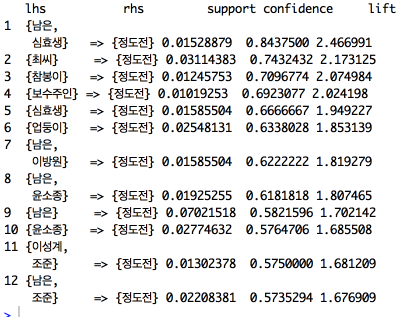 lhs rhs support confidence lift
1 {남은,
심효생} => {정도전} 0.01528879 0.8437500 2.466991
2 {최씨} => {정도전} 0.03114383 0.7432432 2.173125
3 {참봉이} => {정도전} 0.01245753 0.7096774 2.074984
4 {보수주인} => {정도전} 0.01019253 0.6923077 2.024198
5 {심효생} => {정도전} 0.01585504 0.6666667 1.949227
6 {업둥이} => {정도전} 0.02548131 0.6338028 1.853139
7 {남은,
이방원} => {정도전} 0.01585504 0.6222222 1.819279
8 {남은,
윤소종} => {정도전} 0.01925255 0.6181818 1.807465
9 {남은} => {정도전} 0.07021518 0.5821596 1.702142
10 {윤소종} => {정도전} 0.02774632 0.5764706 1.685508
11 {이성계,
조준} => {정도전} 0.01302378 0.5750000 1.681209
12 {남은,
조준} => {정도전} 0.02208381 0.5735294 1.676909
>